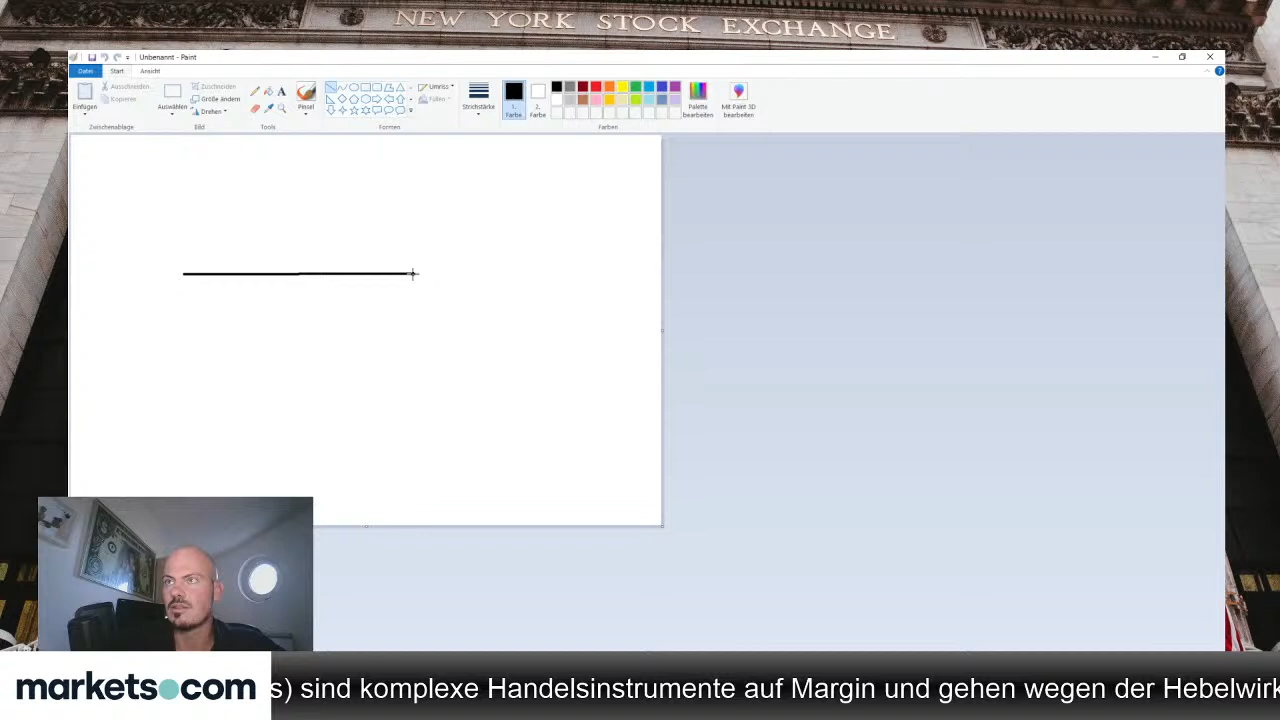 NEW YORK STOCK EXCHANGE
Unbenannt - Paint
Datei Start Ansicht
Einfügen
Ausschneiden
Kopieren
Zwischenablage
Auswählen
Zuschneiden
Größe ändern
Drehen
Bild
A
Tools
Pinsel
Umriss
Füllen
Formen
Strichstärke
1.
Farbe
2.
Farbe
Palette
bearbeiten
Mit Paint 3D
bearbeiten
Farben
markets.com
s) sind komplexe Handelsinstrumente auf Margin und gehen wegen der Hebelwirk